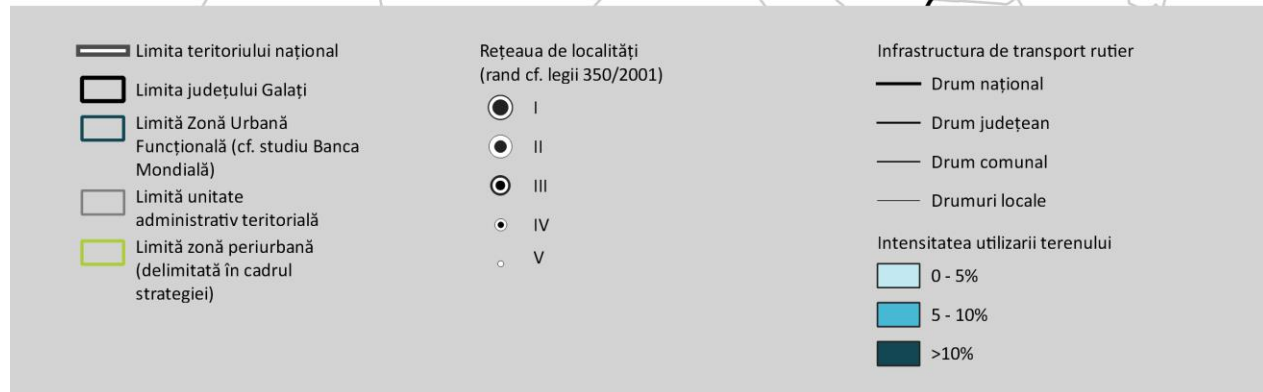 Limita teritoriului național
Limita județului Galați
Limită Zonă Urbană
Funcțională (cf. studiu Banca
Mondială)
Limită unitate
administrativ teritorială
Limită zonă periurbană
(delimitată în cadrul
strategiei)
Rețeaua de localități
(rand cf. legii 350/2001)
I
II
III
IV
V
Infrastructura de transport rutier
Drum național
Drum județean
Drum comunal
Drumuri locale
Intensitatea utilizarii terenului
0 - 5%
5 - 10%
>10%